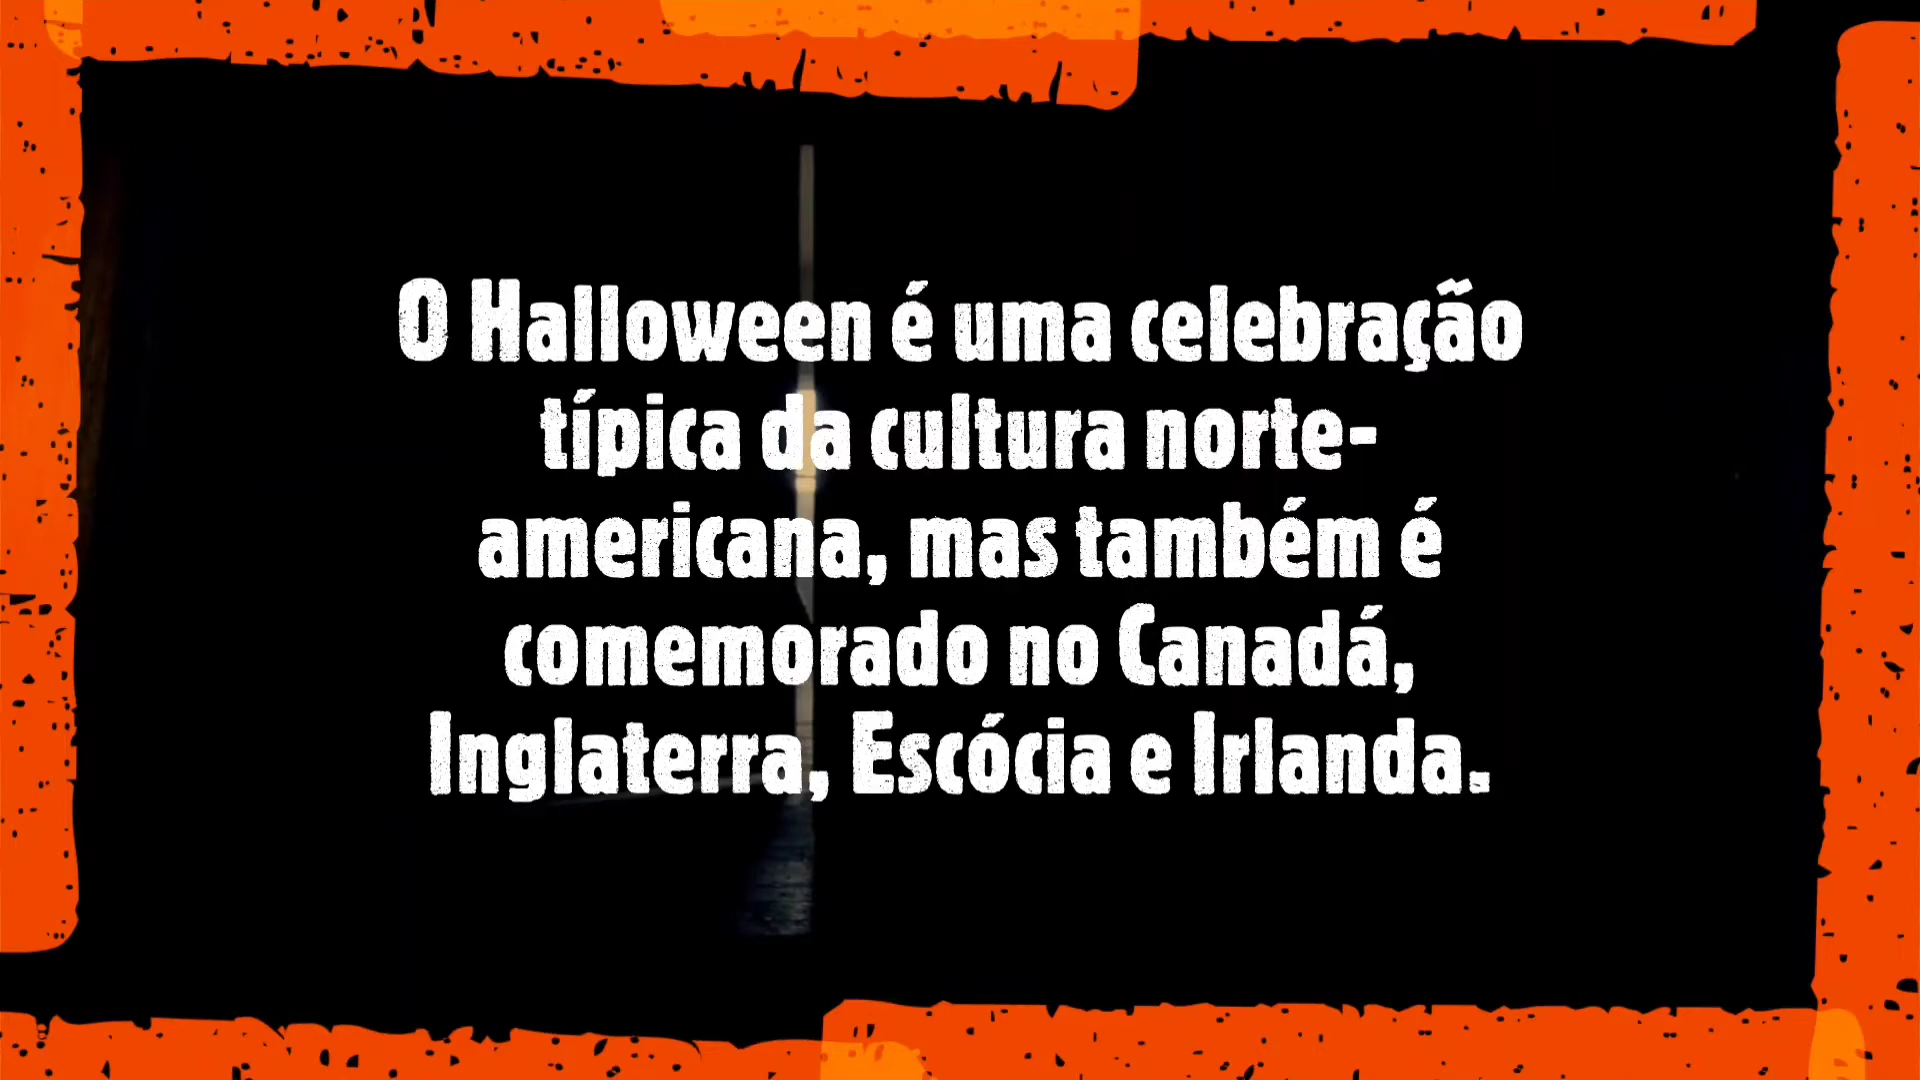 O Halloween é uma celebração
típica da cultura norte-
americana, mas também é
comemorado no Canadá,
Inglaterra, Escócia e Irlanda.